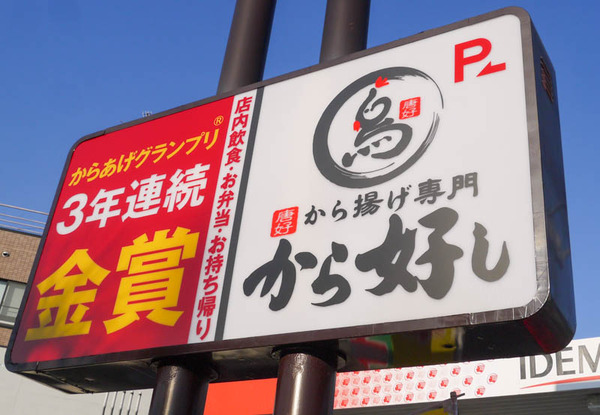 からあげグランプリ®
3年連続
金賞
店内飲食・お弁当・お持ち帰り
P
鳥
唐好
唐好
から揚げ専門
から好し
IDEM